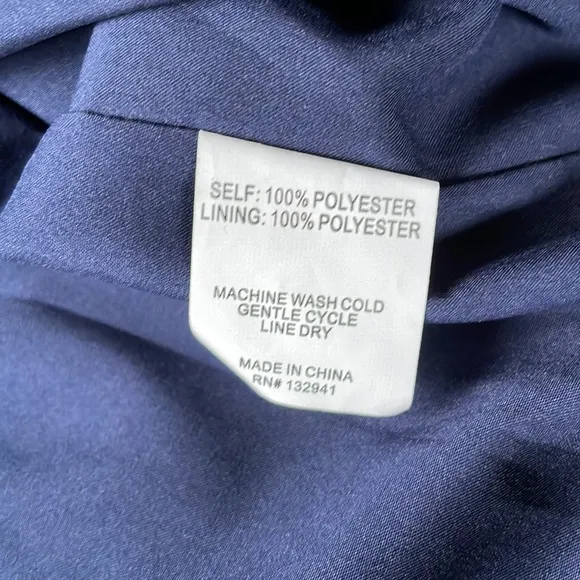 SELF: 100% POLYESTER
LINING: 100% POLYESTER
MACHINE WASH COLD
GENTLE CYCLE
LINE DRY
MADE IN CHINA
RN# 132941